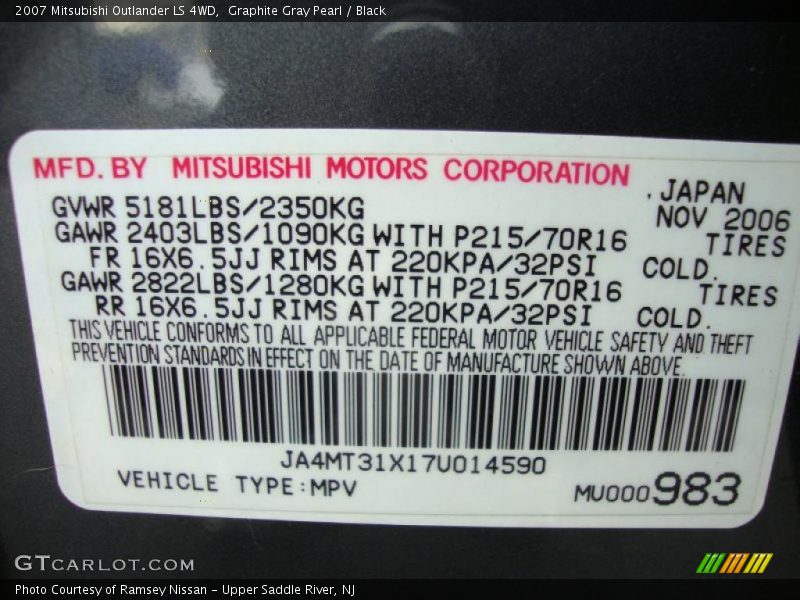 2007 Mitsubishi Outlander LS 4WD,  Graphite Gray Pearl / Black
MFD. BY MITSUBISHI MOTORS CORPORATION
, JAPAN
GVWR 5181LBS/2350KG
NOV 2006
GAWR 2403LBS/1090KG WITH P215/70R16 TIRES
FR 16X6.5JJ RIMS AT 220KPA/32PSI COLD.
GAWR 2822LBS/1280KG WITH P215/70R16 TIRES
RR 16X6.5JJ RIMS AT 220KPA/32PSI COLD.
THIS VEHICLE CONFORMS TO ALL APPLICABLE FEDERAL MOTOR VEHICLE SAFETY AND THEFT
PREVENTION STANDARDS IN EFFECT ON THE DATE OF MANUFACTURE SHOWN ABOVE.
JA4MT31X17U014590
VEHICLE TYPE:MPV
MU000983
GTCARLOT.COM
Photo Courtesy of Ramsey Nissan - Upper Saddle River, NJ